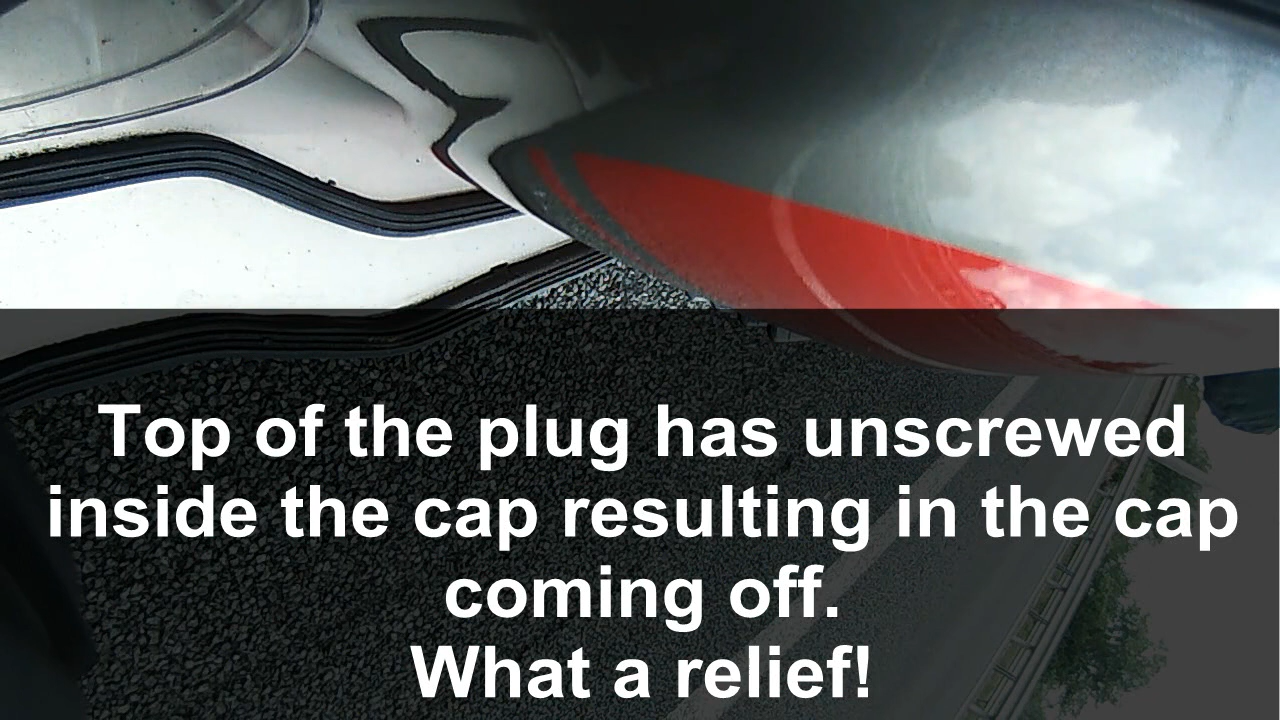 Top of the plug has unscrewed
inside the cap resulting in the cap
coming off.
What a relief!